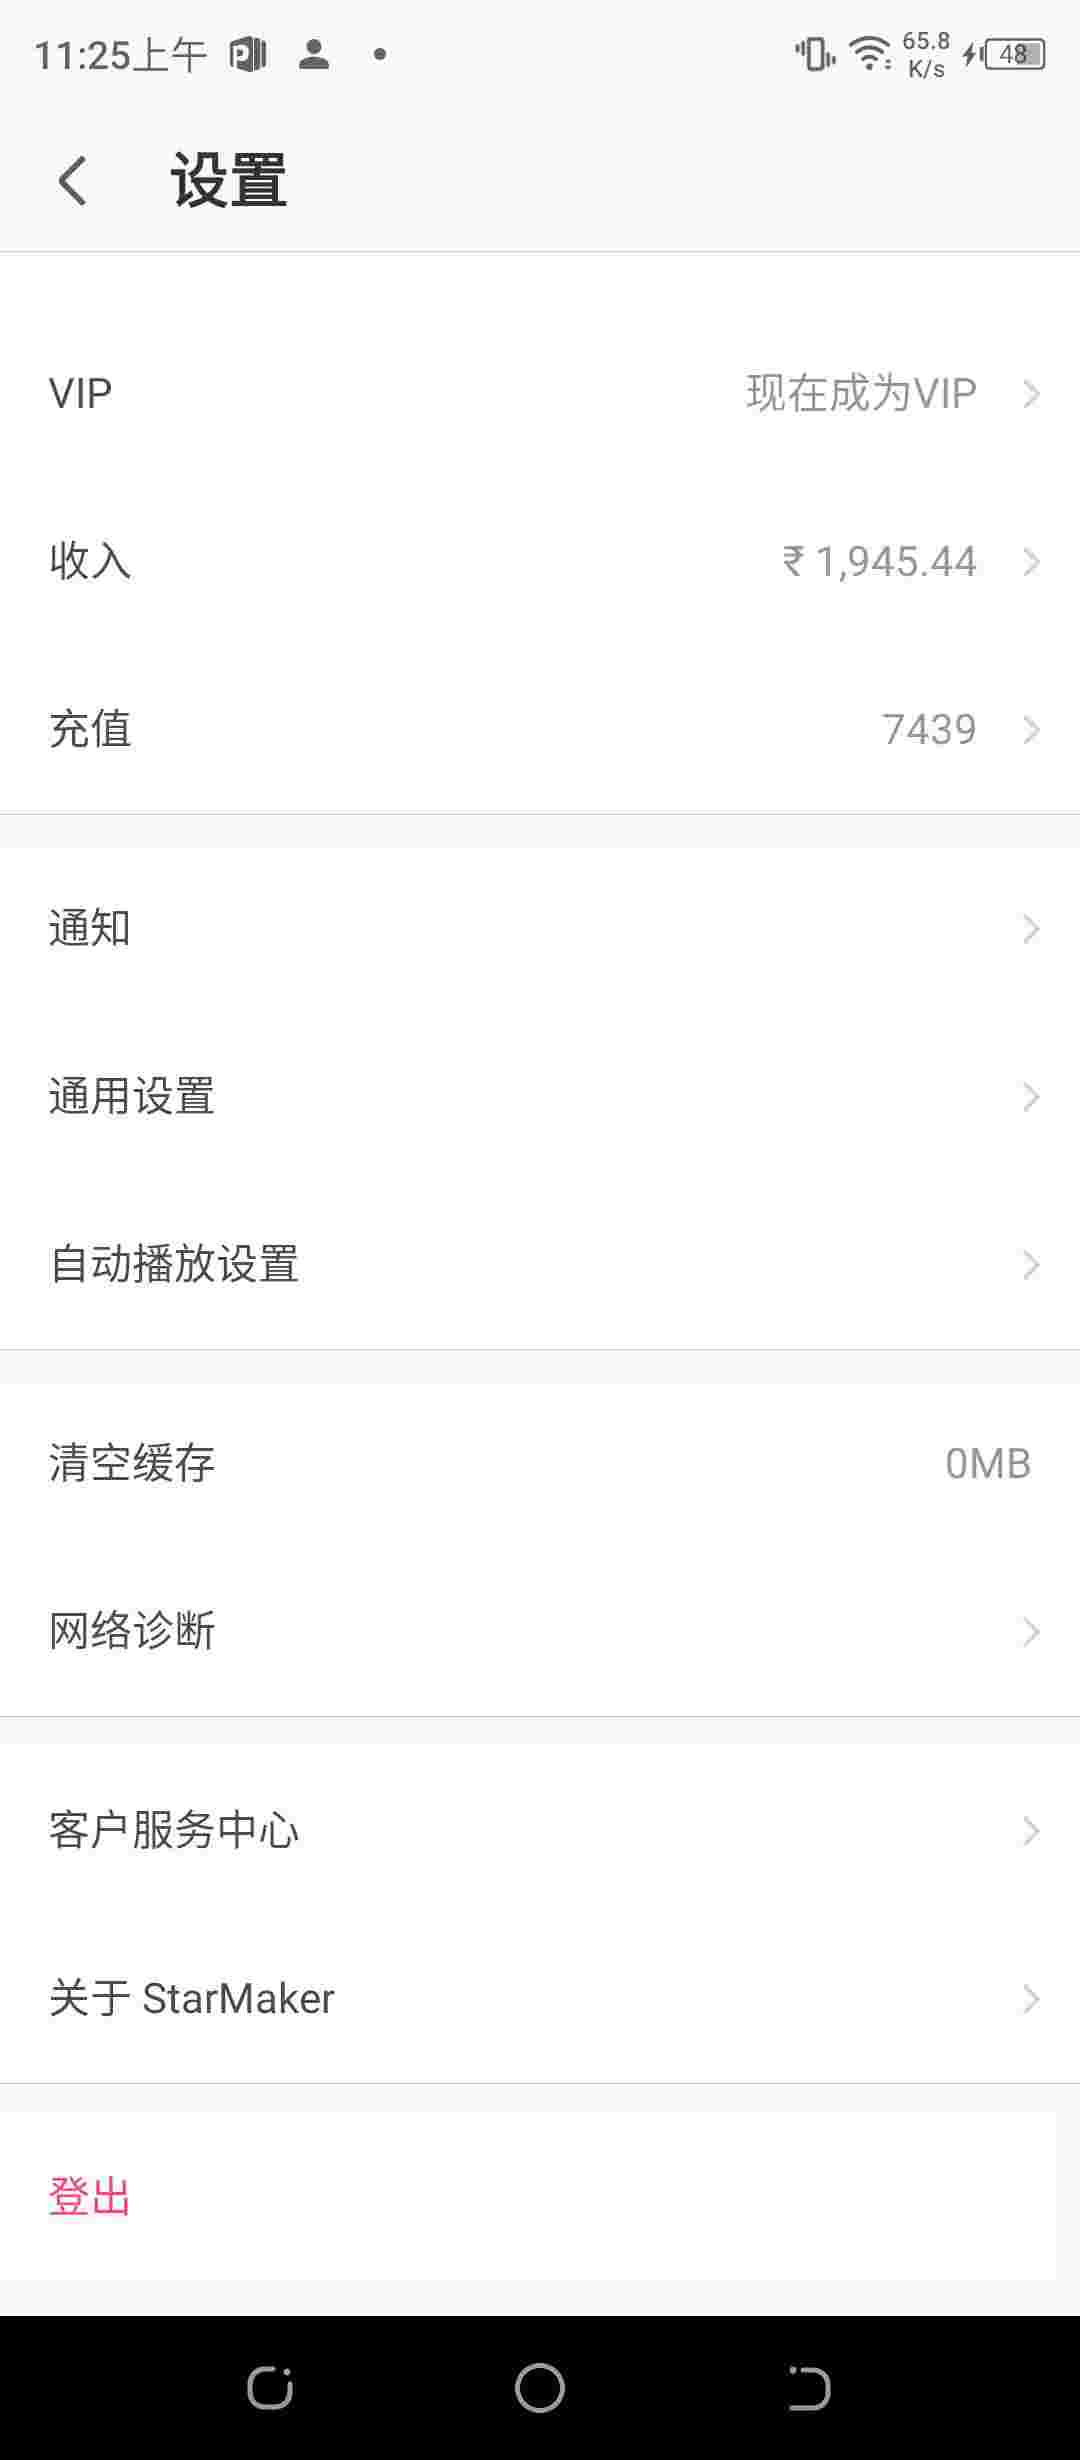 11:25上午
65.8
K/s
48
设置
VIP
现在成为VIP
收入
₹ 1,945.44
充值
7439
通知
通用设置
自动播放设置
清空缓存
0MB
网络诊断
客户服务中心
关于 StarMaker
登出